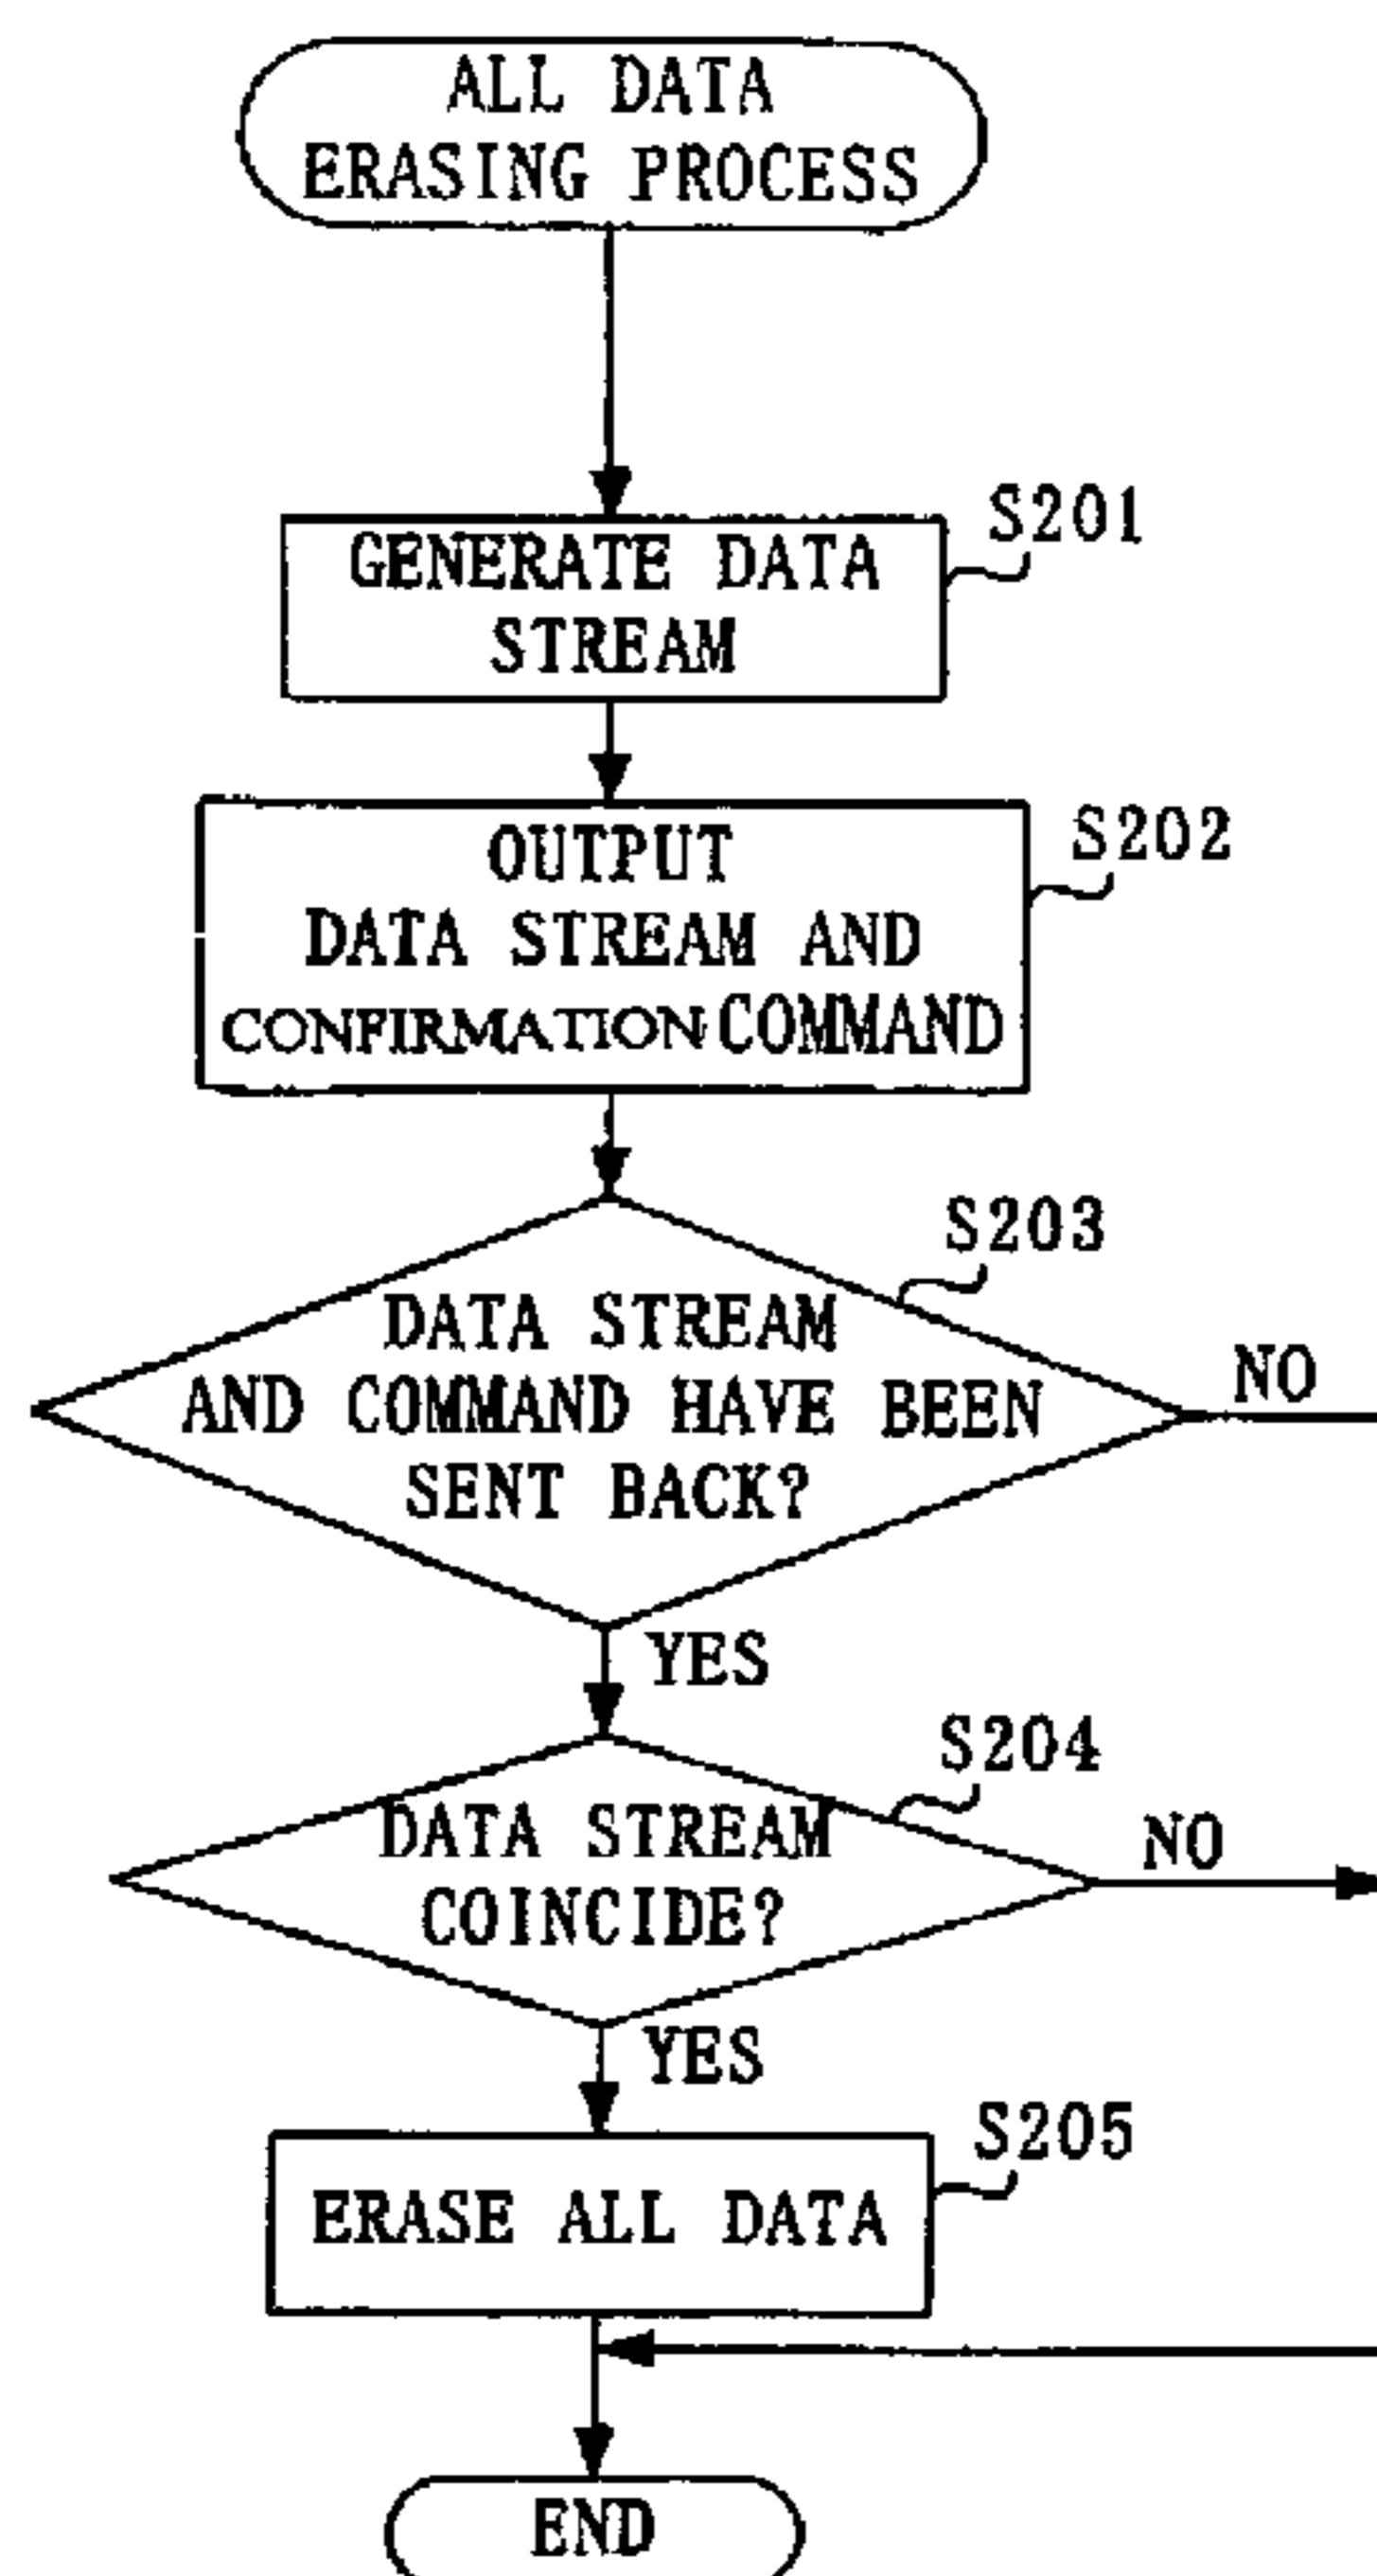 ALL DATA
ERASING PROCESS
S201
GENERATE DATA
STREAM
S202
OUTPUT
DATA STREAM AND
CONFIRMATION COMMAND
S203
DATA STREAM
AND COMMAND HAVE BEEN
SENT BACK?
NO
YES
S204
DATA STREAM
COINCIDE?
NO
YES
S205
ERASE ALL DATA
END